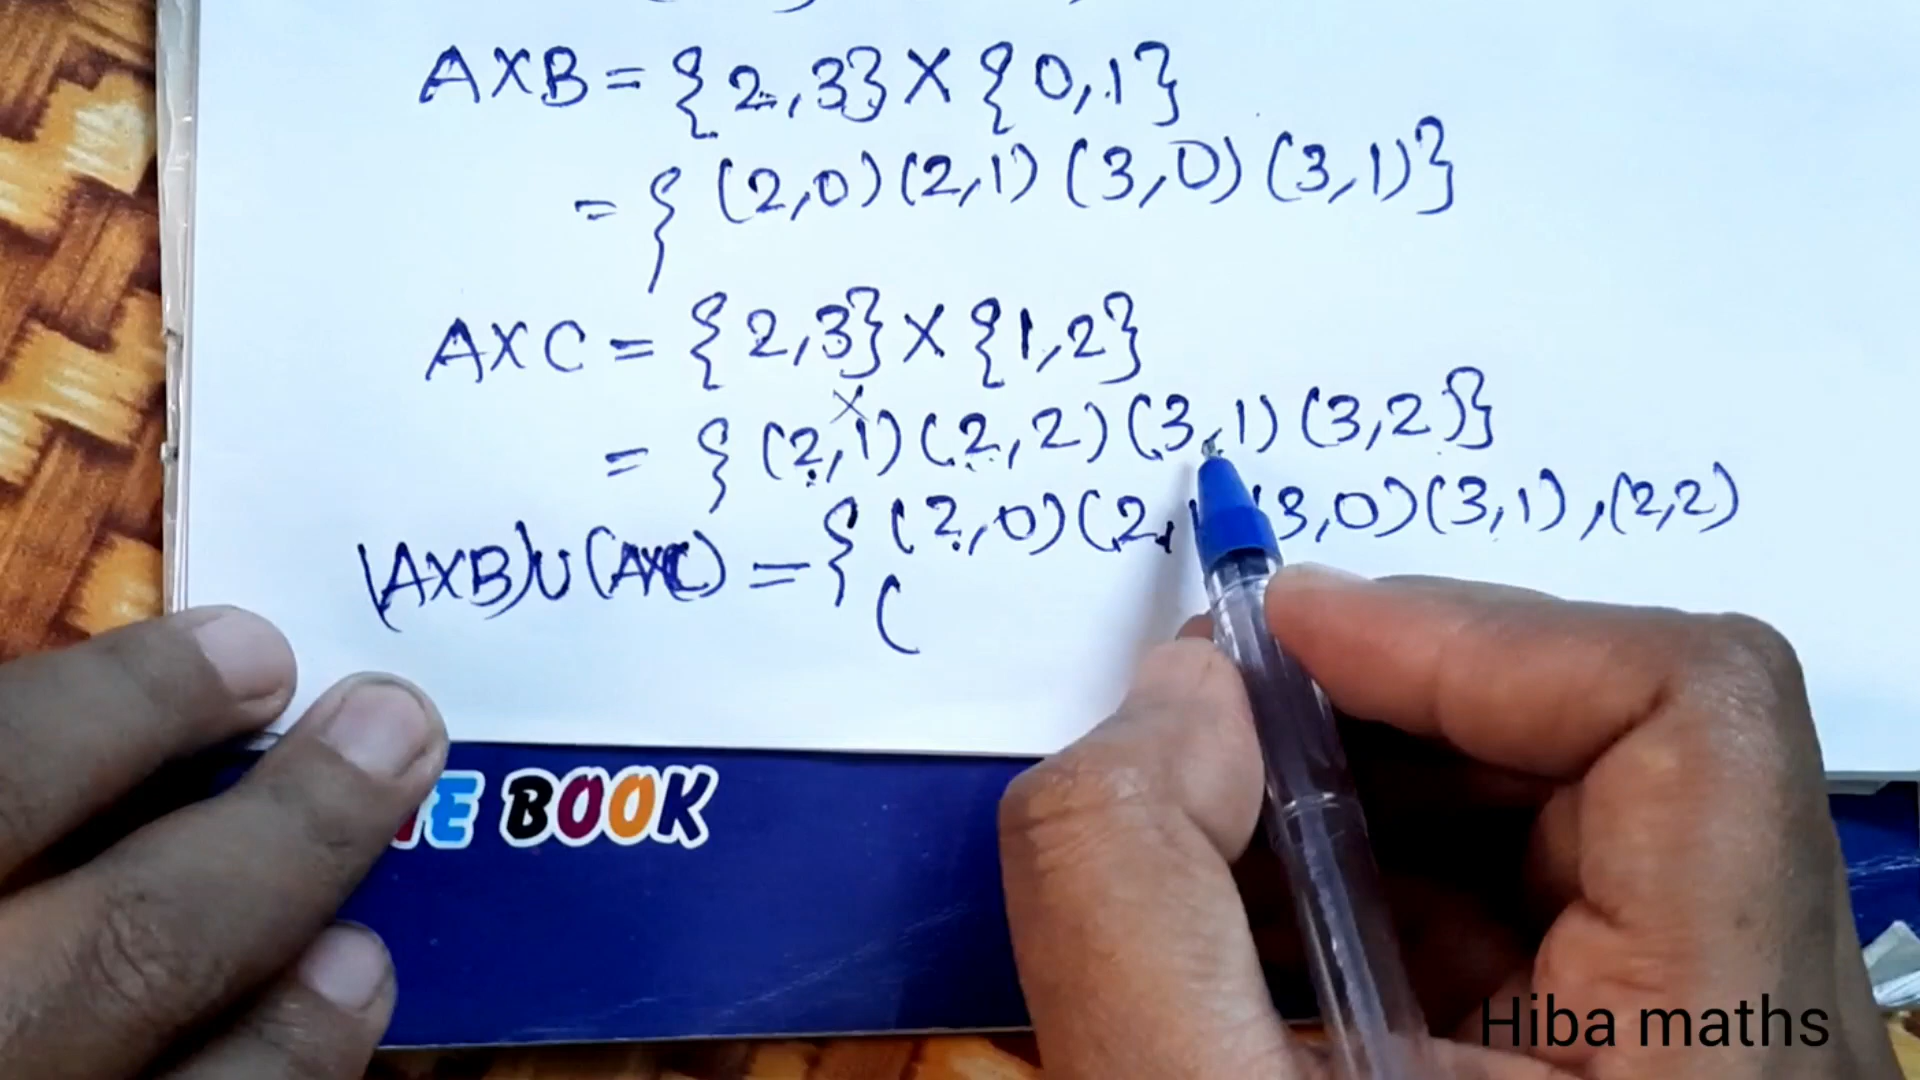 AXB = {2,3} X {0,1}
= { (2,0) (2,1) (3,0) (3,1)}
AXC = {2,3} X {1,2}
X
= { (2,1) (2,2) (3,1) (3,2)}
(AXB)∪(AXC) = { (2,0) (2, 3,0) (3,1) , (2,2)
(
BOOK
Hiba maths